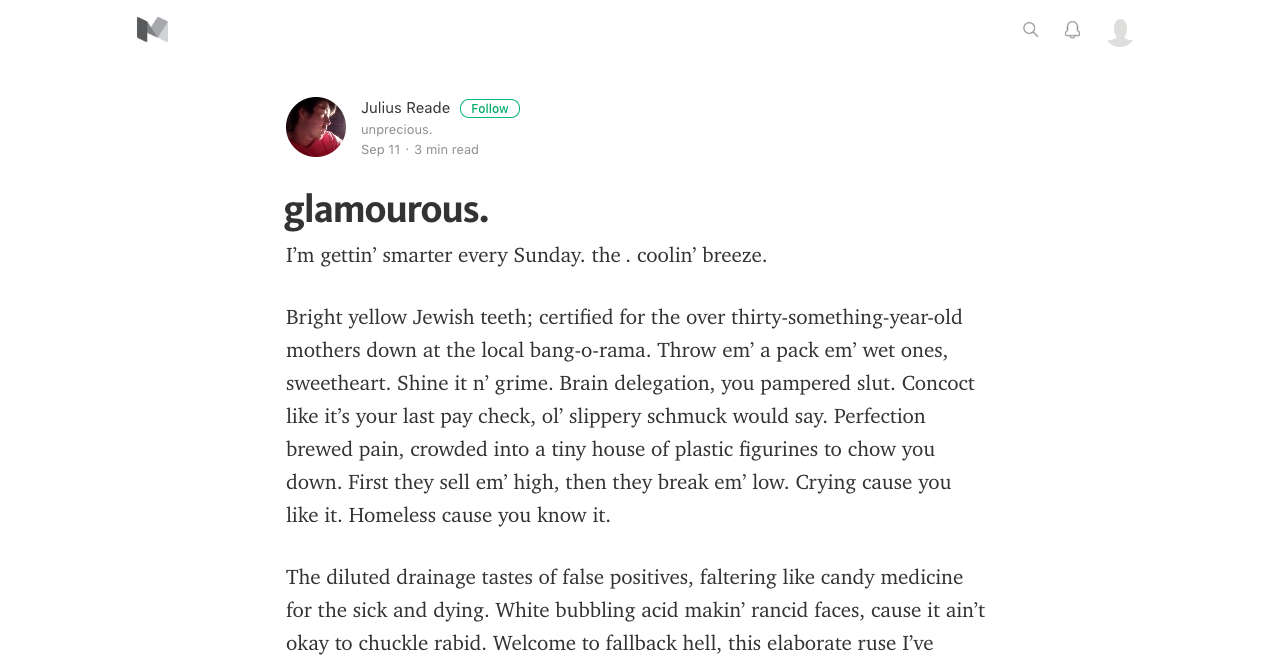 Julius Reade Follow
unprecious.
Sep 11 · 3 min read
glamourous.
I’m gettin’ smarter every Sunday. the . coolin’ breeze.
Bright yellow Jewish teeth; certified for the over thirty-something-year-old
mothers down at the local bang-o-rama. Throw em’ a pack em’ wet ones,
sweetheart. Shine it n’ grime. Brain delegation, you pampered slut. Concoct
like it’s your last pay check, ol’ slippery schmuck would say. Perfection
brewed pain, crowded into a tiny house of plastic figurines to chow you
down. First they sell em’ high, then they break em’ low. Crying cause you
like it. Homeless cause you know it.
The diluted drainage tastes of false positives, faltering like candy medicine
for the sick and dying. White bubbling acid makin’ rancid faces, cause it ain’t
okay to chuckle rabid. Welcome to fallback hell, this elaborate ruse I’ve